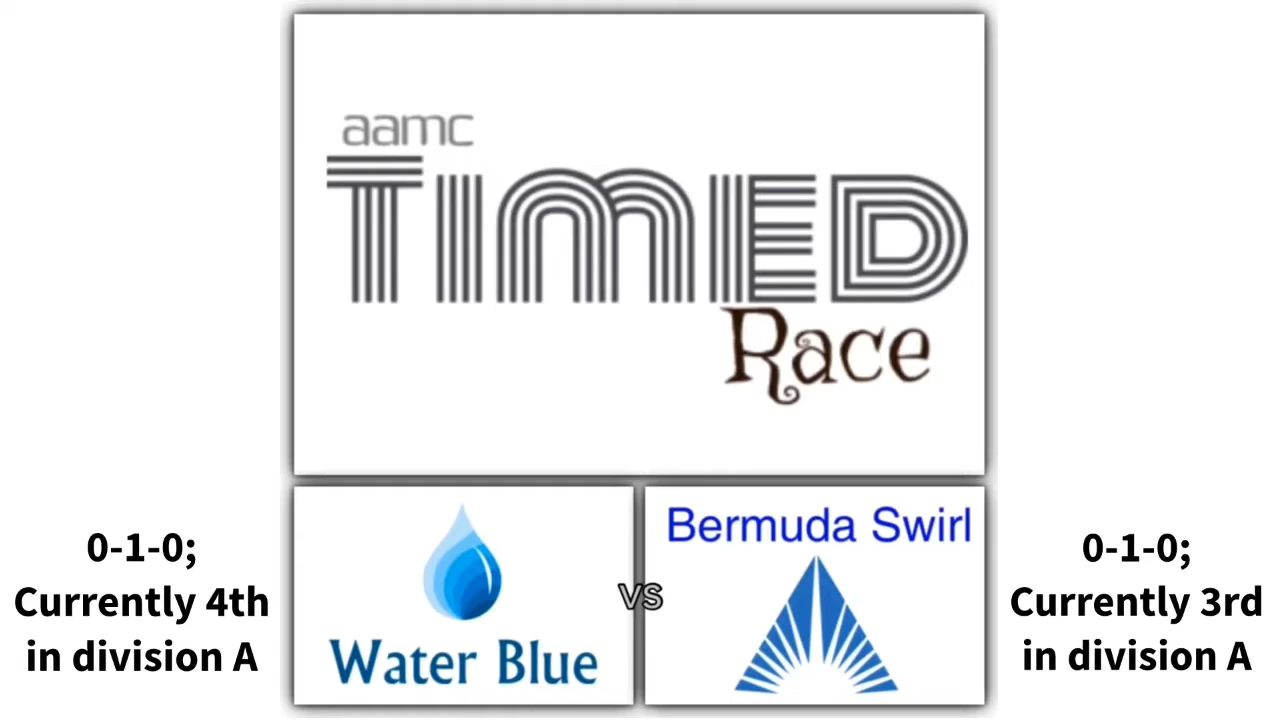 aamc
TIMED
Race
0-1-0;
Currently 4th
in division A
Water Blue
VS
Bermuda Swirl
0-1-0;
Currently 3rd
in division A